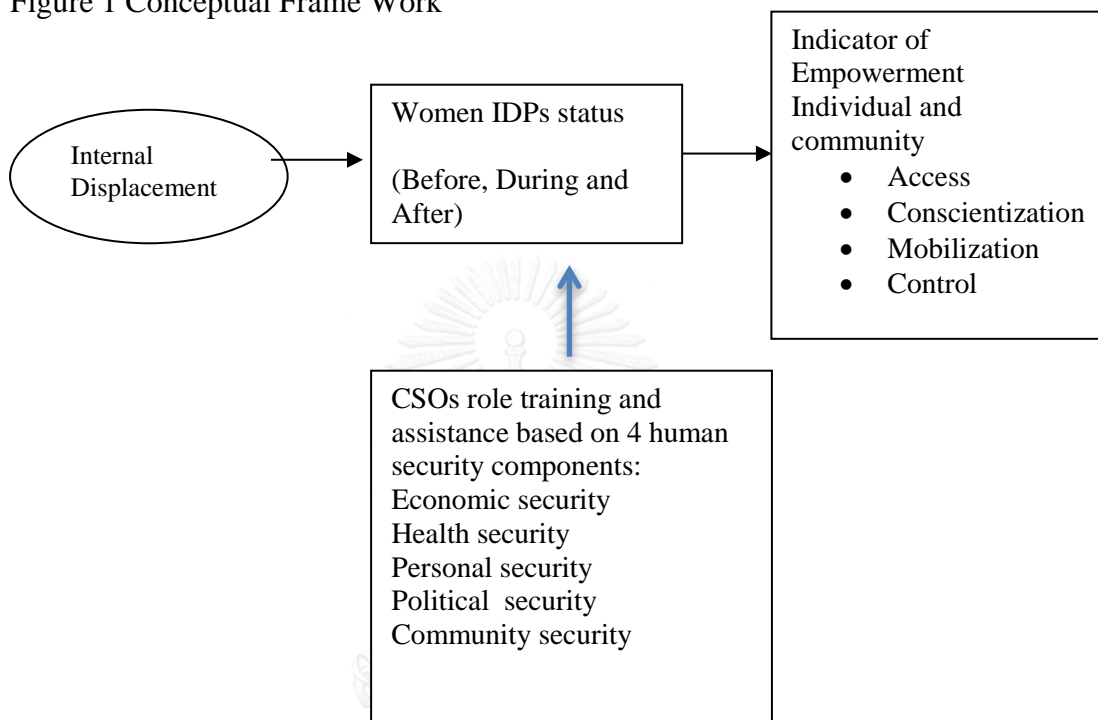 Figure 1 Conceptual Frame Work
Internal
Displacement
Women IDPs status
(Before, During and
After)
Indicator of
Empowerment
Individual and
community
• Access
• Conscientization
• Mobilization
• Control
CSOs role training and
assistance based on 4 human
security components:
Economic security
Health security
Personal security
Political  security
Community security